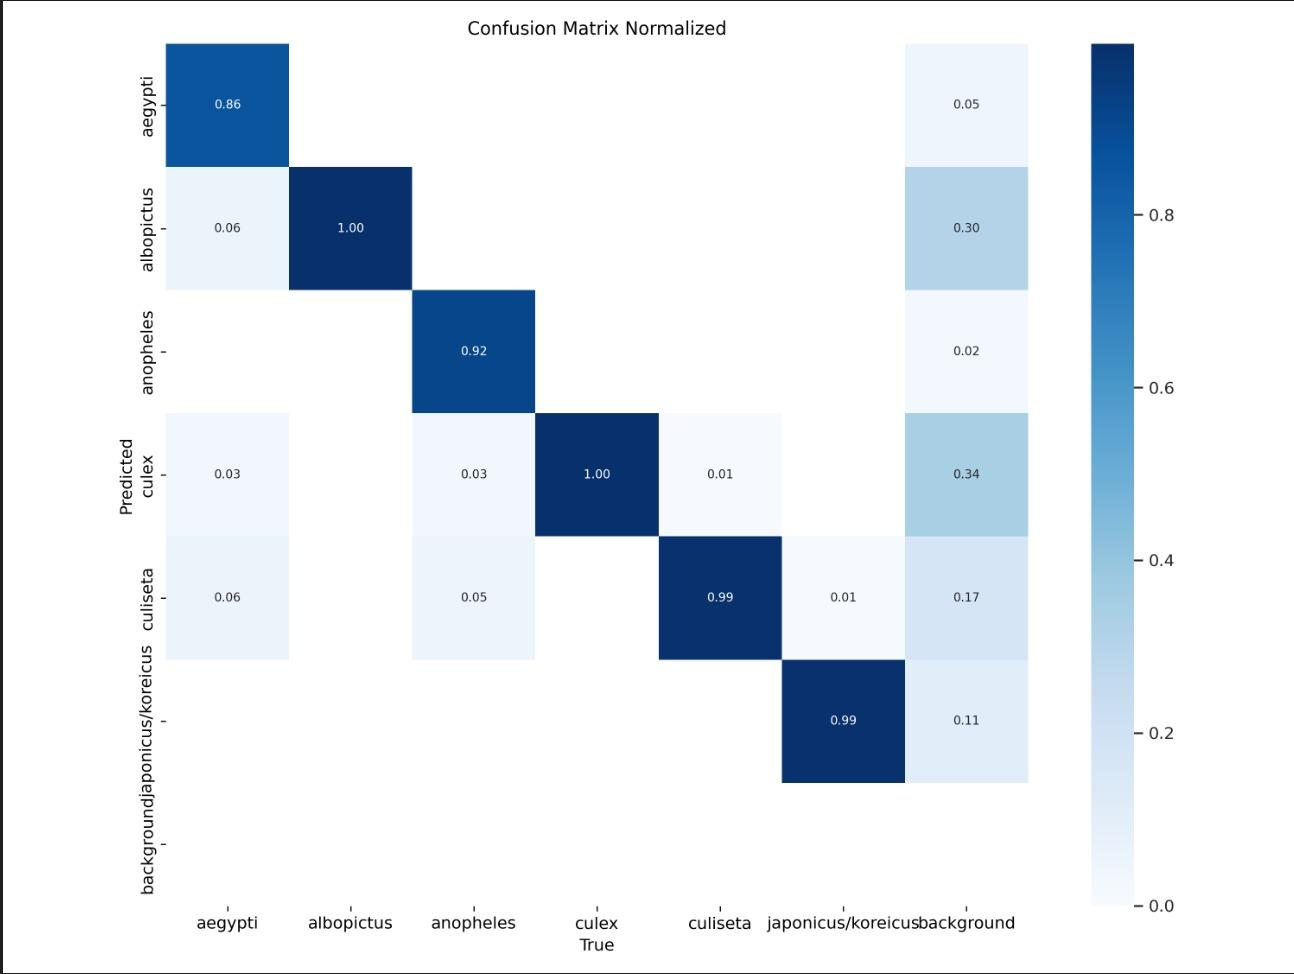 Confusion Matrix Normalized
aegypti
0.86
0.05
albopictus
0.06
1.00
0.30
anopheles
0.92
0.02
Predicted
culex
0.03
0.03
1.00
0.01
0.34
culiseta
0.06
0.05
0.99
0.01
0.17
japonicus/koreicus
0.99
0.11
background
aegypti
albopictus
anopheles
culex
culiseta
japonicus/koreicus
background
True
0.8
0.6
0.4
0.2
0.0